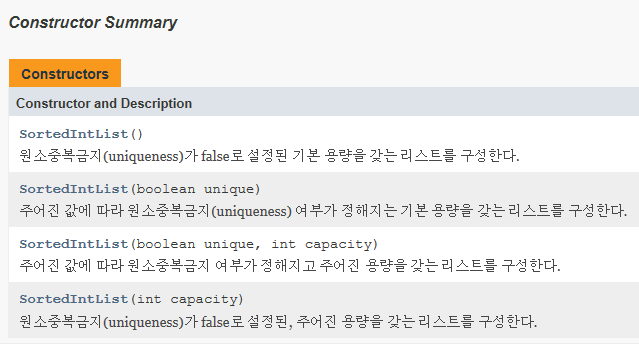 Constructor Summary
Constructors
Constructor and Description
SortedIntList()
원소중복금지(uniqueness)가 false로 설정된 기본 용량을 갖는 리스트를 구성한다.
SortedIntList(boolean unique)
주어진 값에 따라 원소중복금지(uniqueness) 여부가 정해지는 기본 용량을 갖는 리스트를 구성한다.
SortedIntList(boolean unique, int capacity)
주어진 값에 따라 원소중복금지 여부가 정해지고 주어진 용량을 갖는 리스트를 구성한다.
SortedIntList(int capacity)
원소중복금지(uniqueness)가 false로 설정된, 주어진 용량을 갖는 리스트를 구성한다.